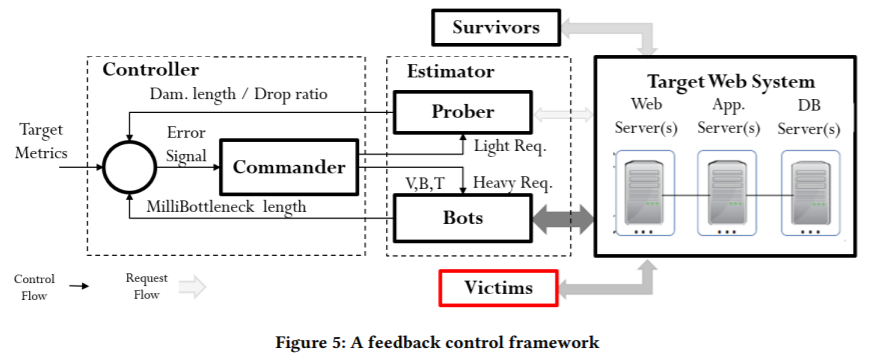 Survivors
Controller
Estimator
Target Web System
Dam. length / Drop ratio
Prober
Web
Server(s)
App.
Server(s)
DB
Server(s)
Target
Metrics
Error
Signal
Commander
Light Req.
V,B,T
Heavy Req.
MilliBottleneck length
Bots
Control
Flow
Request
Flow
Victims
Figure 5: A feedback control framework